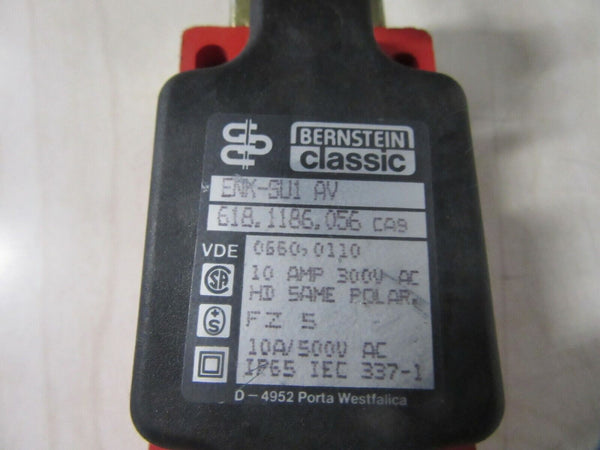 BERNSTEIN
classic
ENK-SU1 AV
618.1186.056 CA9
VDE 0660,0110
SA 10 AMP 300V AC
HD SAME POLAR.
+S FZ 5
10A/500V AC
IP65 IEC 337-1
D-4952 Porta Westfalica